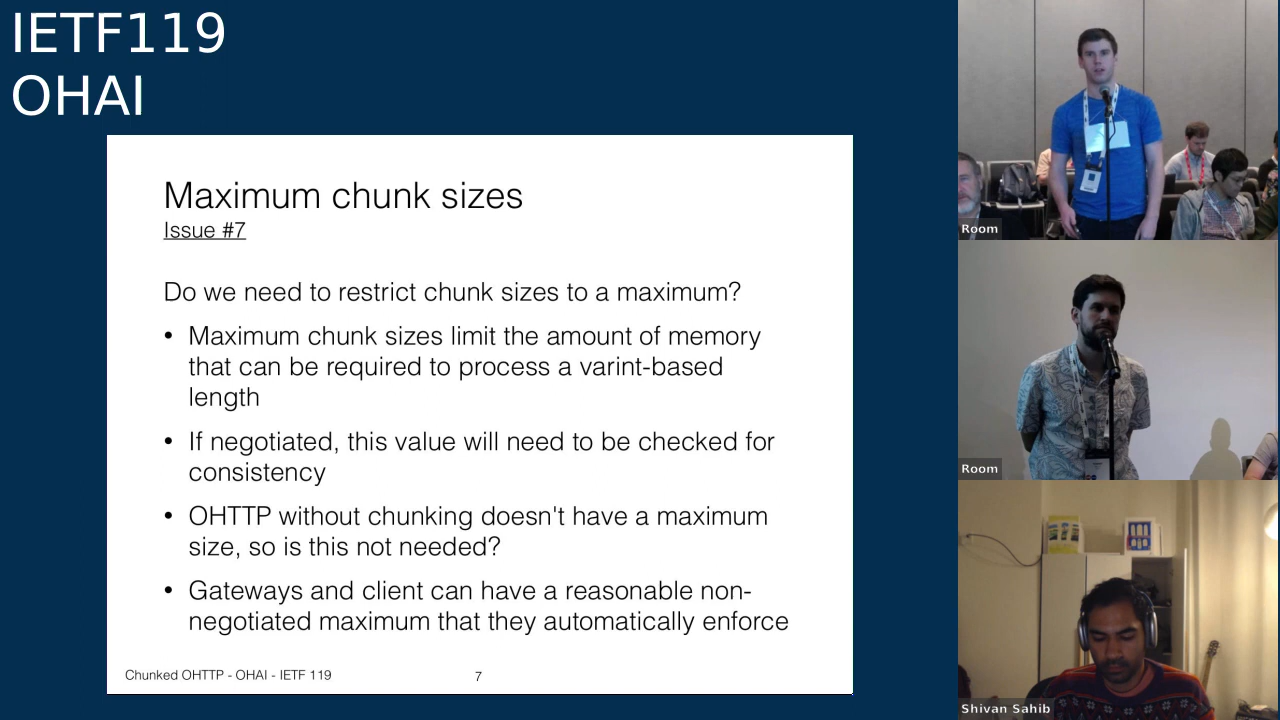 IETF119
OHAI
Maximum chunk sizes
Issue #7
Do we need to restrict chunk sizes to a maximum?
• Maximum chunk sizes limit the amount of memory
that can be required to process a varint-based
length
• If negotiated, this value will need to be checked for
consistency
• OHTTP without chunking doesn't have a maximum
size, so is this not needed?
• Gateways and client can have a reasonable non-
negotiated maximum that they automatically enforce
Chunked OHTTP - OHAI - IETF 119
7
Room
Room
Shivan Sahib